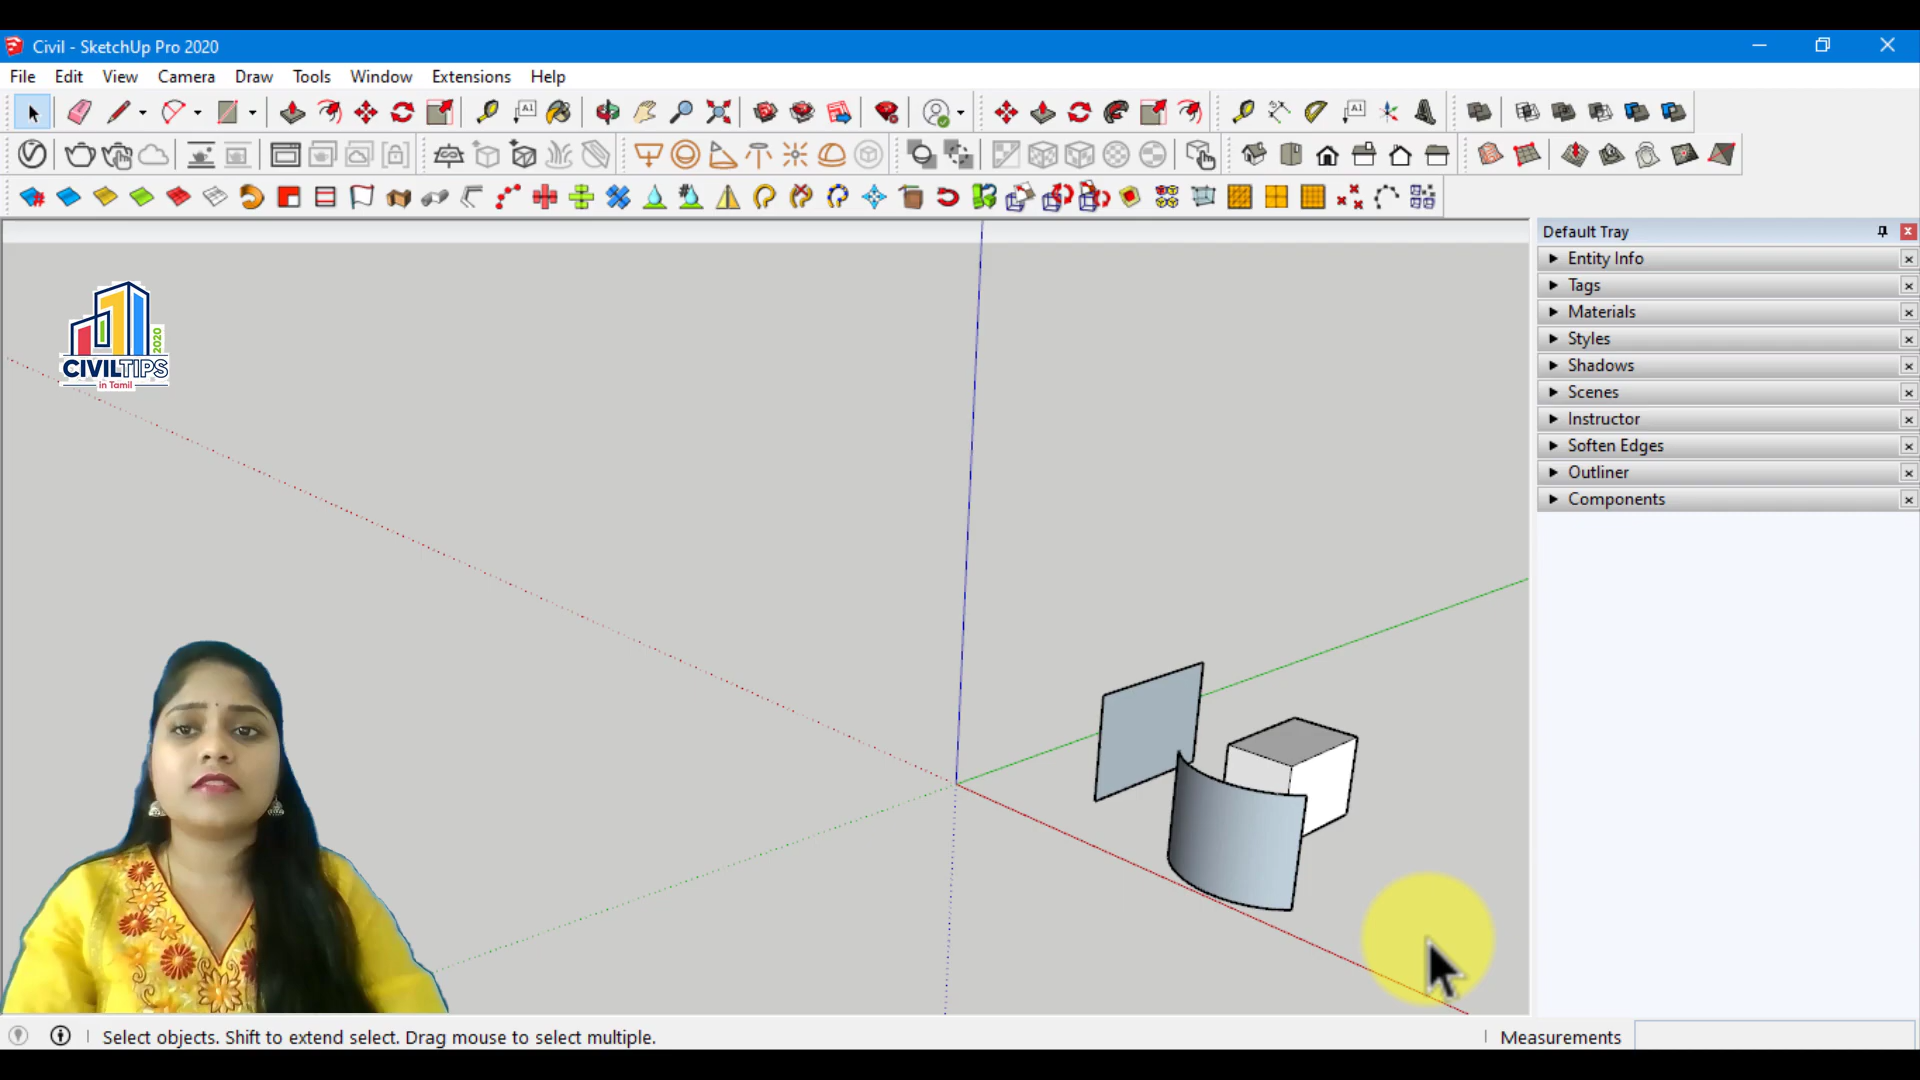 Civil - SketchUp Pro 2020
File Edit View Camera Draw Tools Window Extensions Help
A1
A1
Default Tray
Entity Info
Tags
Materials
Styles
Shadows
Scenes
Instructor
Soften Edges
Outliner
Components
2020
CIVILTIPS
in Tamil
Select objects. Shift to extend select. Drag mouse to select multiple.
Measurements